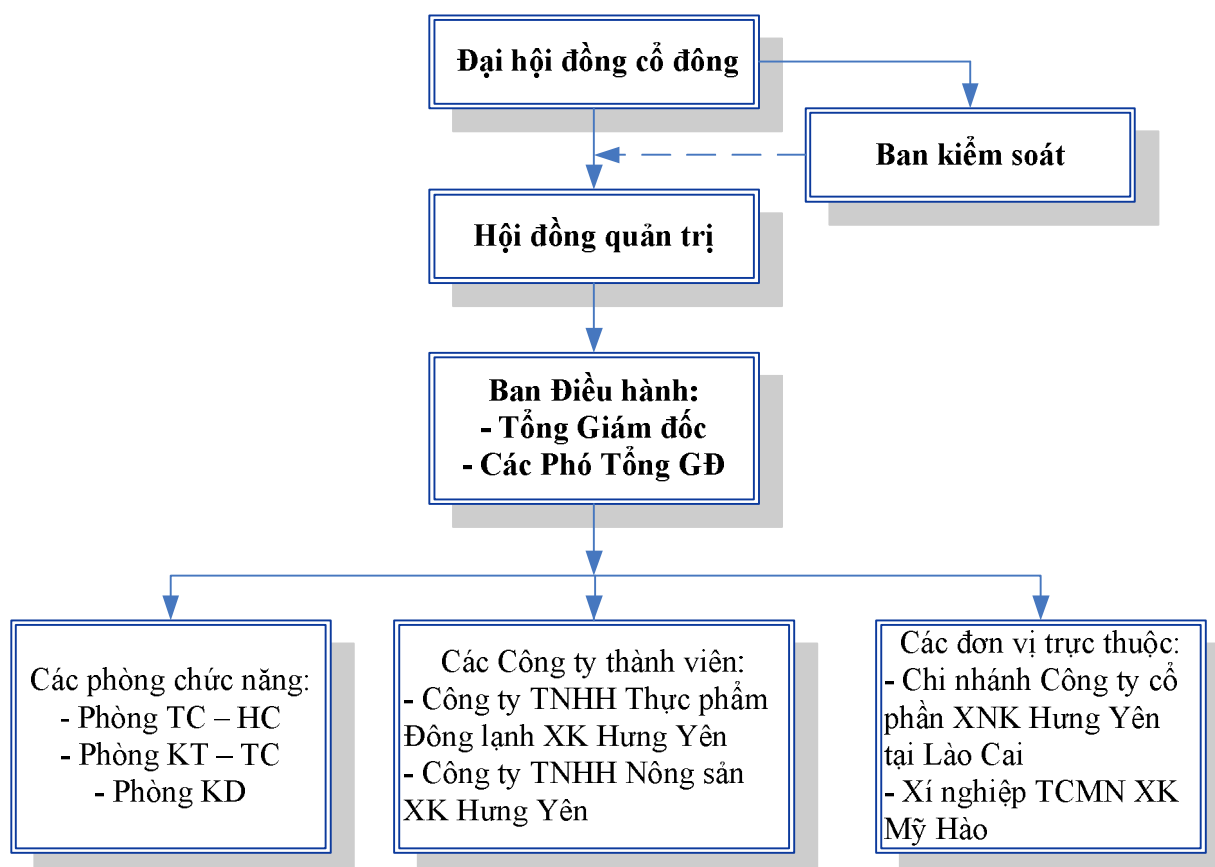 Đại hội đồng cổ đông
Ban kiểm soát
Hội đồng quản trị
Ban Điều hành:
- Tổng Giám đốc
- Các Phó Tổng GĐ
Các phòng chức năng:
- Phòng TC – HC
- Phòng KT – TC
- Phòng KD
Các Công ty thành viên:
- Công ty TNHH Thực phẩm
Đông lạnh XK Hưng Yên
- Công ty TNHH Nông sản
XK Hưng Yên
Các đơn vị trực thuộc:
- Chi nhánh Công ty cổ
phần XNK Hưng Yên
tại Lào Cai
- Xí nghiệp TCMN XK
Mỹ Hào